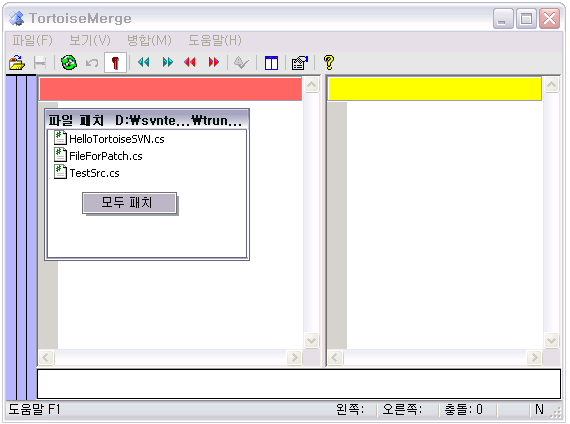 TortoiseMerge
파일(F) 보기(V) 병합(M) 도움말(H)
파일 패치 D:\svnte...\trun...
HelloTortoiseSVN.cs
FileForPatch.cs
TestSrc.cs
모두 패치
도움말 F1 왼쪽: 오른쪽: 충돌: 0 N